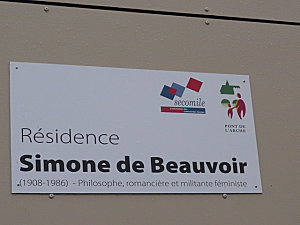 secomile
PONT DE
L'ARCHE
Résidence
Simone de Beauvoir
(1908-1986) - Philosophe, romancière et militante féministe